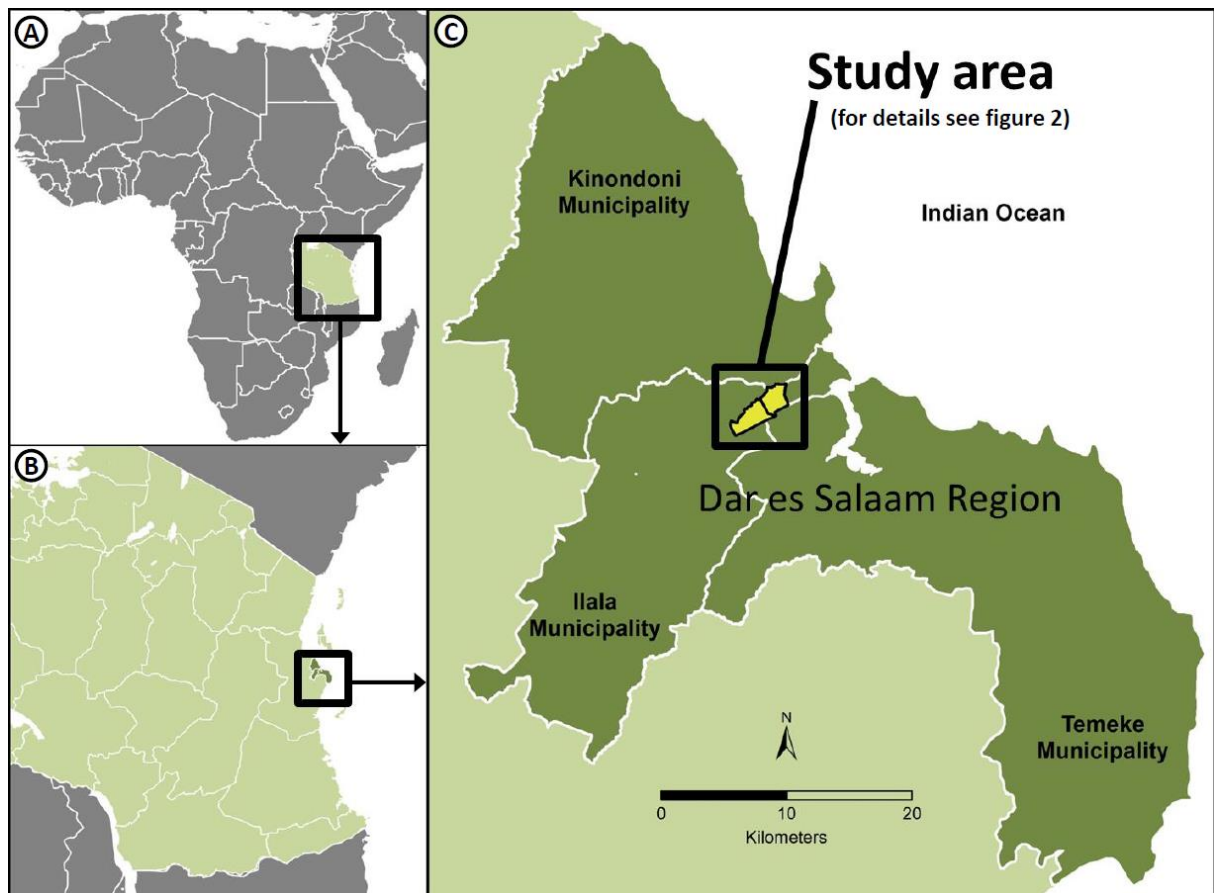 A
B
C
Study area
(for details see figure 2)
Kinondoni
Municipality
Indian Ocean
Dar es Salaam Region
Ilala
Municipality
Temeke
Municipality
N
0 10 20
Kilometers